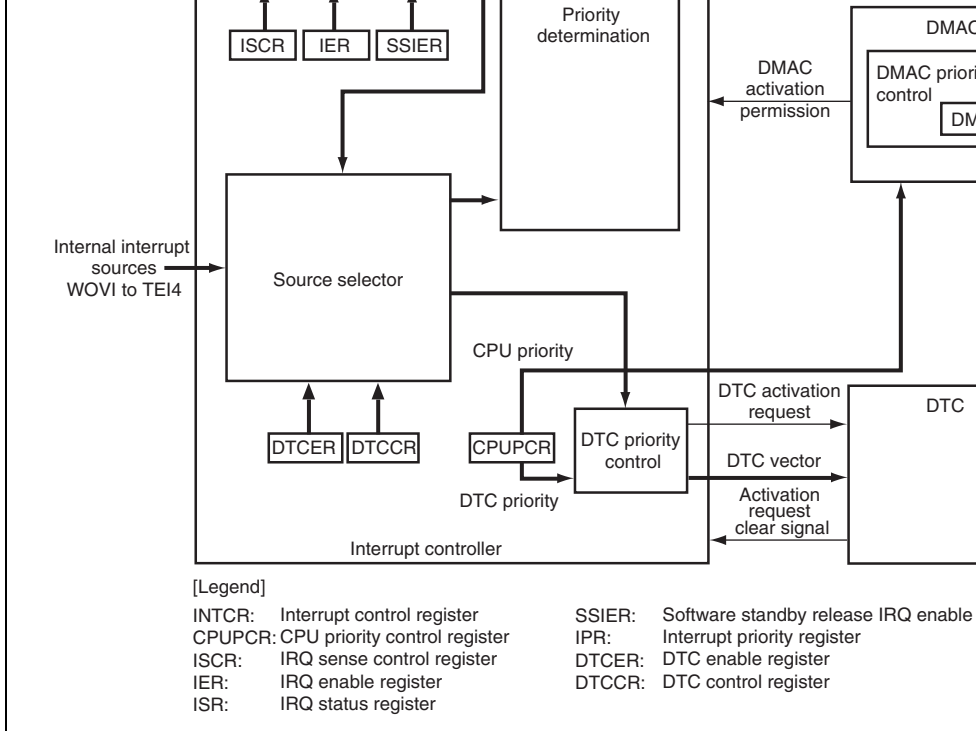 Priority
determination
ISCR
IER
SSIER
DMAC
DMAC priori
control
DM
DMAC
activation
permission
Internal interrupt
sources
WOVI to TEI4
Source selector
CPU priority
DTC activation
request
DTC
DTCER
DTCCR
CPUPCR
DTC priority
control
DTC vector
DTC priority
Activation
request
clear signal
Interrupt controller
[Legend]
INTCR: Interrupt control register
CPUPCR: CPU priority control register
ISCR: IRQ sense control register
IER: IRQ enable register
ISR: IRQ status register
SSIER: Software standby release IRQ enable
IPR: Interrupt priority register
DTCER: DTC enable register
DTCCR: DTC control register